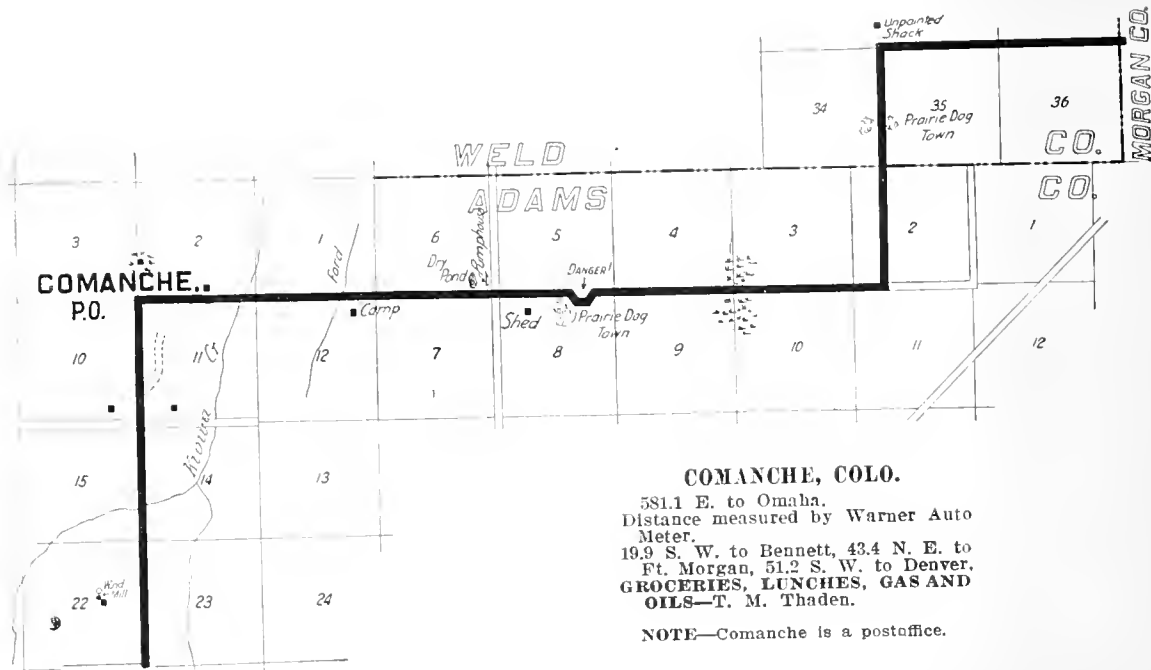 Unpainted
Shack
MORGAN CO.
34
35
36
Prairie Dog
Town
CO.
WELD
ADAMS
CO.
3
2
1
6
5
4
3
2
1
Ford
Dry
Pond
Pumphouse
DANGER!
COMANCHE..
P.O.
Camp
Shed
Prairie Dog
Town
10
11
12
7
8
9
10
11
12
1
Kiowa Cr
15
14
13
22
23
24
Wind
Mill
COMANCHE, COLO.
581.1 E. to Omaha.
Distance measured by Warner Auto
Meter.
19.9 S. W. to Bennett, 43.4 N. E. to
Ft. Morgan, 51.2 S. W. to Denver.
GROCERIES, LUNCHES, GAS AND
OILS—T. M. Thaden.
NOTE—Comanche is a postoffice.